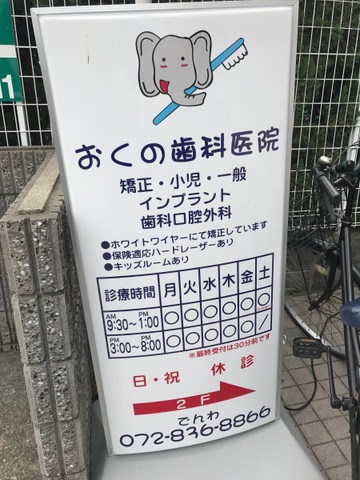 1
おくの歯科医院
矯正・小児・一般
インプラント
歯科口腔外科
●ホワイトワイヤーにて矯正しています
●保険適応ハードレーザーあり
●キッズルームあり
診療時間 月 火 水 木 金 土
AM 9:30〜PM 1:00 ○ ○ ○ ○ ○ ○
PM 3:00〜PM 8:00 ○ ○ ○ ○ ○ /
※最終受付は30分前です
日・祝 休診
2F
でんわ
072-836-8866